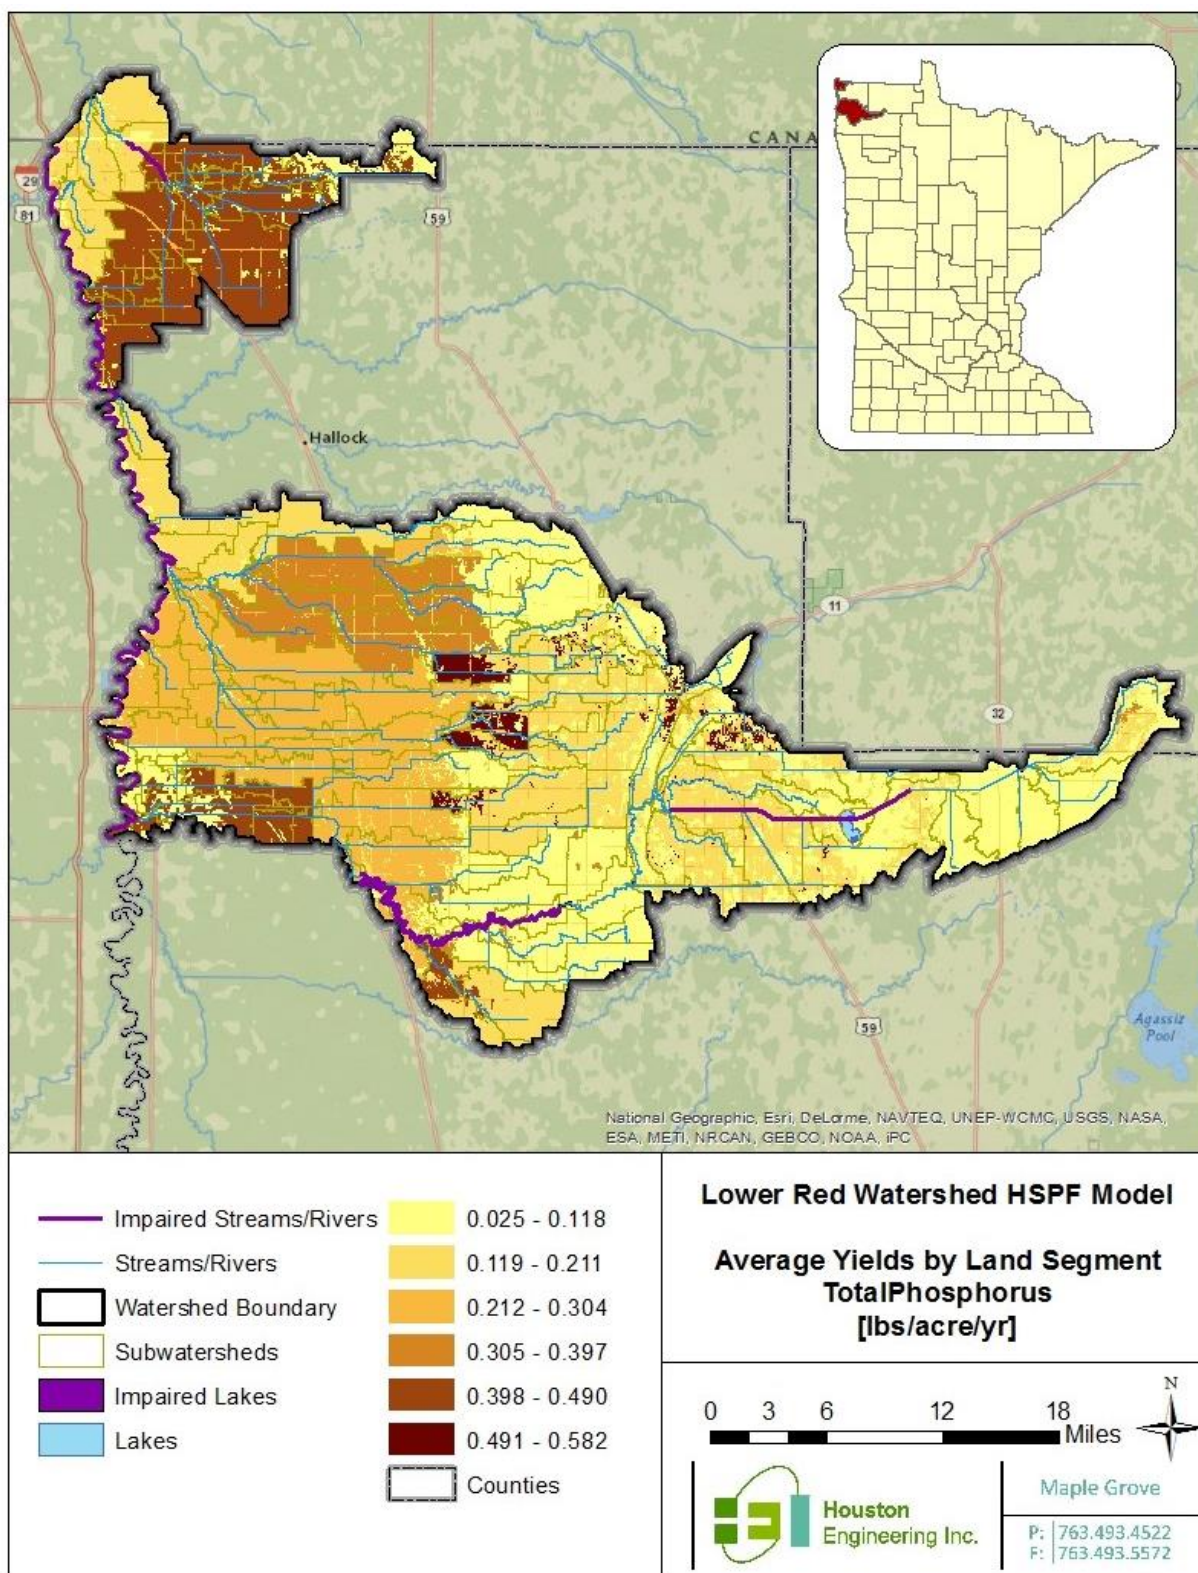 CANA
29
81
59
Hallock
11
32
59
Agassiz
Pool
National Geographic, Esri, DeLorme, NAVTEQ, UNEP-WCMC, USGS, NASA,
ESA, METI, NRCAN, GEBCO, NOAA, iPC
Impaired Streams/Rivers
Streams/Rivers
Watershed Boundary
Subwatersheds
Impaired Lakes
Lakes
0.025 - 0.118
0.119 - 0.211
0.212 - 0.304
0.305 - 0.397
0.398 - 0.490
0.491 - 0.582
Counties
Lower Red Watershed HSPF Model
Average Yields by Land Segment
TotalPhosphorus
[lbs/acre/yr]
0 3 6 12 18
Miles
N
Houston
Engineering Inc.
Maple Grove
P: 763.493.4522
F: 763.493.5572